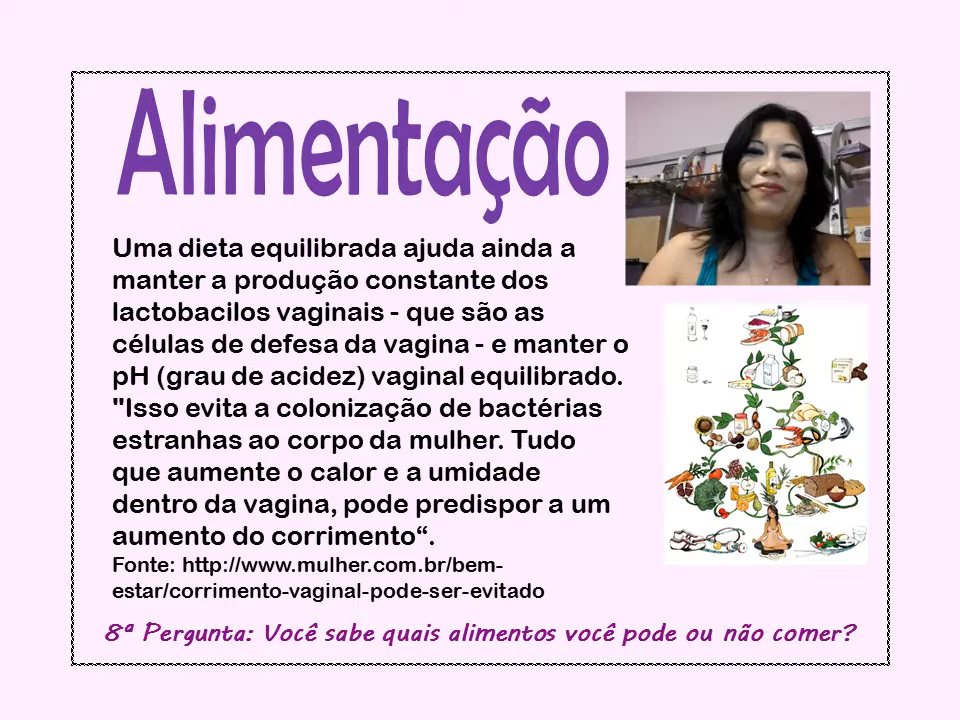 Alimentação
Uma dieta equilibrada ajuda ainda a
manter a produção constante dos
lactobacilos vaginais - que são as
células de defesa da vagina - e manter o
pH (grau de acidez) vaginal equilibrado.
"Isso evita a colonização de bactérias
estranhas ao corpo da mulher. Tudo
que aumente o calor e a umidade
dentro da vagina, pode predispor a um
aumento do corrimento“.
Fonte: http://www.mulher.com.br/bem-
estar/corrimento-vaginal-pode-ser-evitado
8ª Pergunta: Você sabe quais alimentos você pode ou não comer?